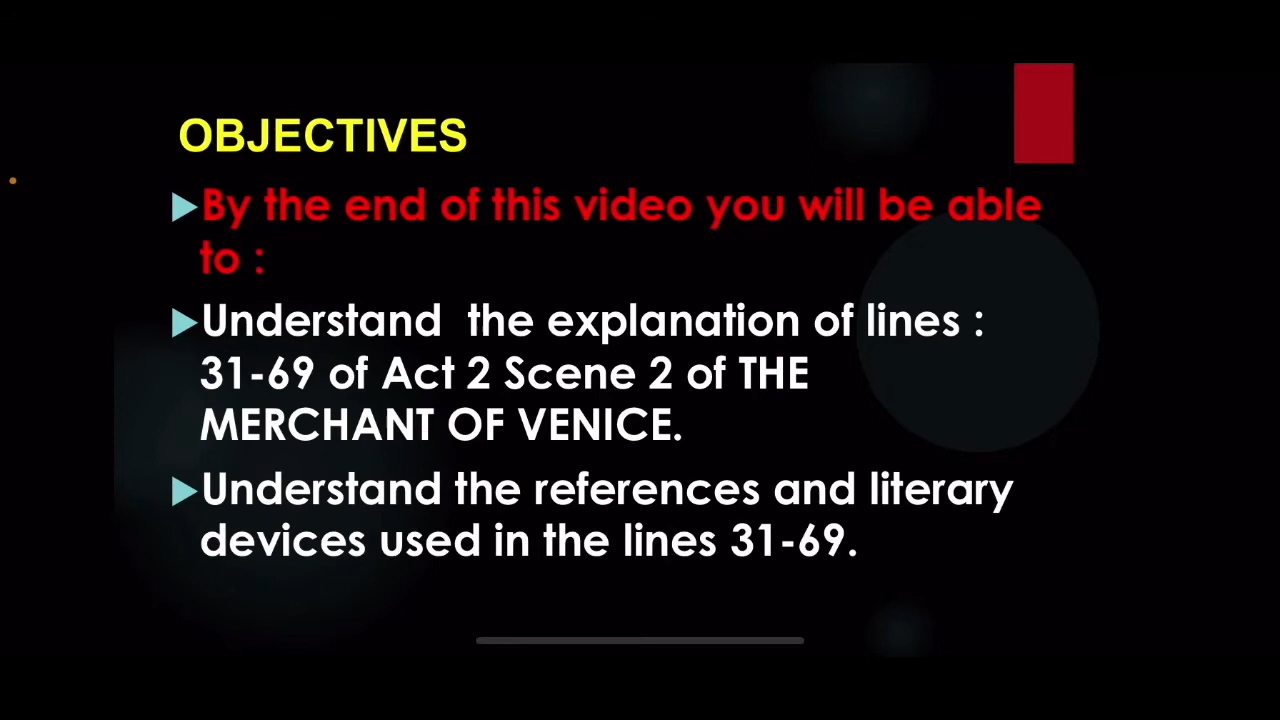 OBJECTIVES
By the end of this video you will be able
to :
Understand the explanation of lines :
31-69 of Act 2 Scene 2 of THE
MERCHANT OF VENICE.
Understand the references and literary
devices used in the lines 31-69.